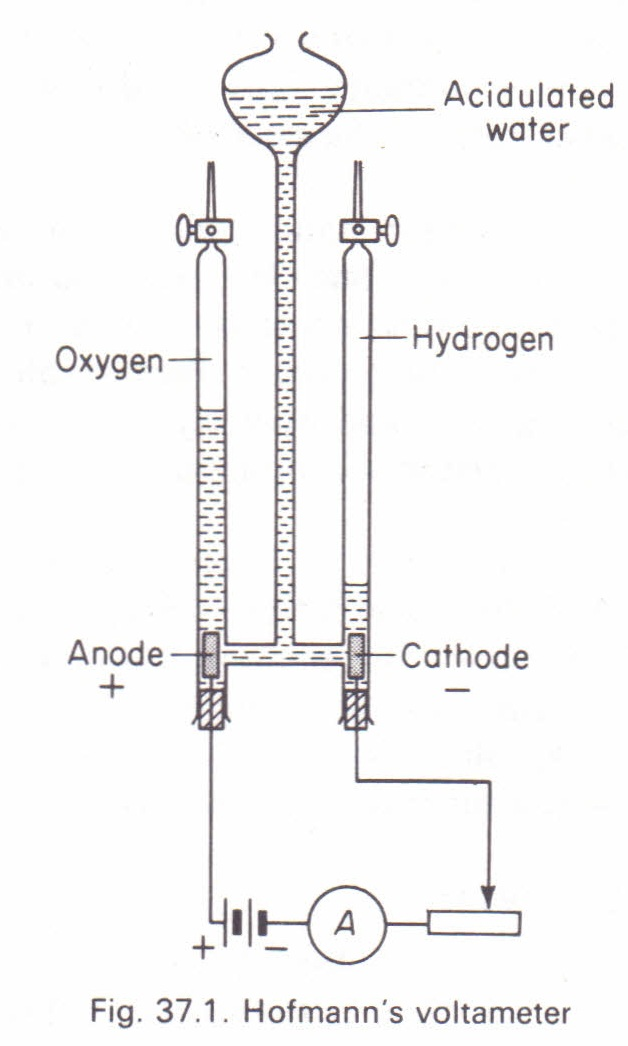 Acidulated
water
Oxygen
Hydrogen
Anode
+
Cathode
−
A
+
−
Fig. 37.1. Hofmann's voltameter